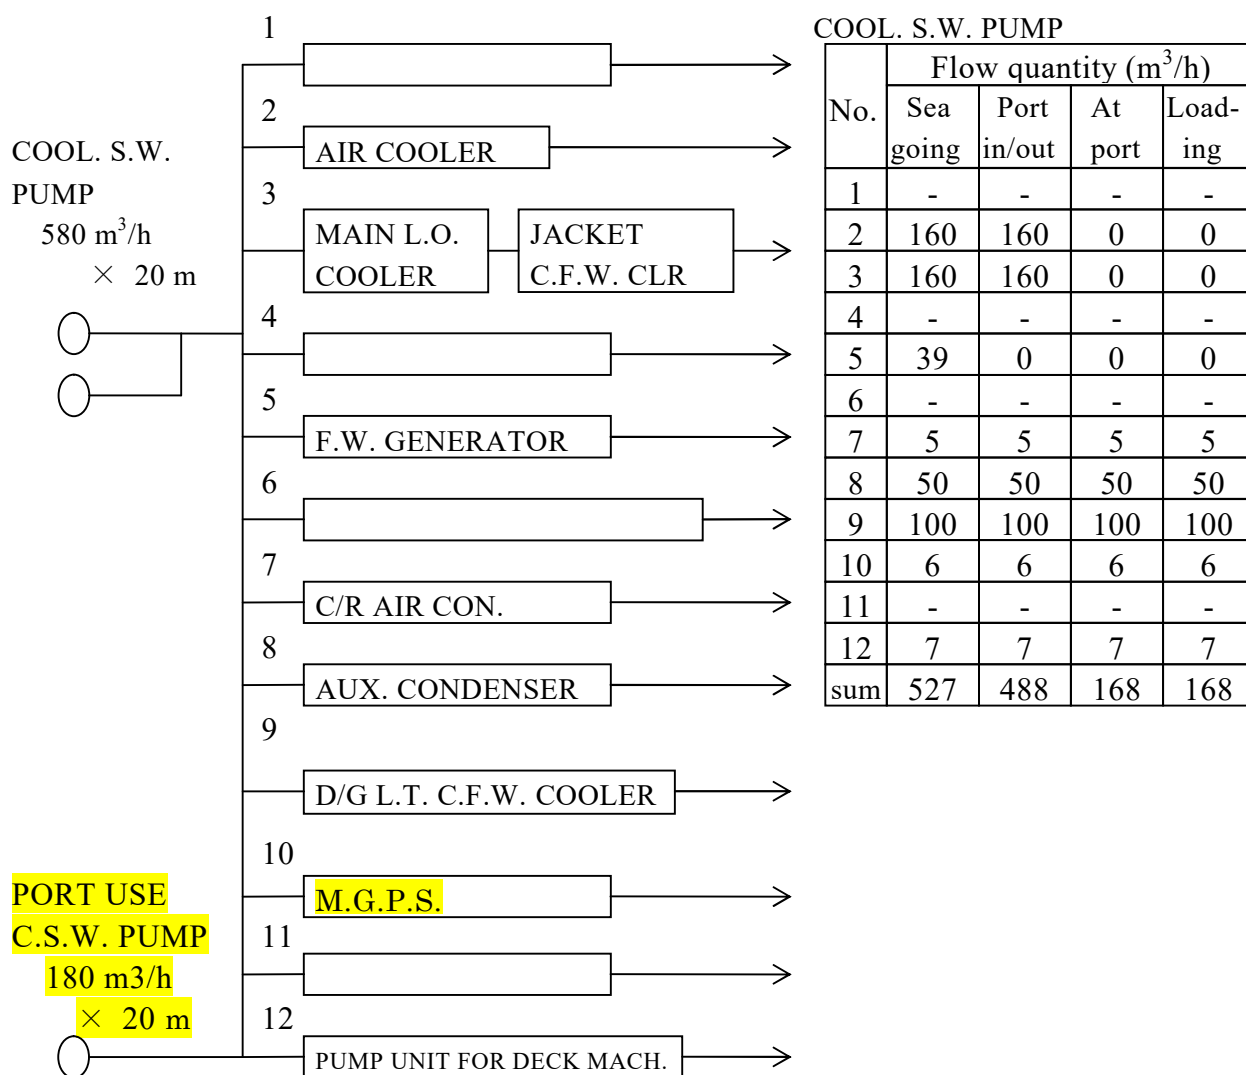 1
2
AIR COOLER
COOL. S.W.
PUMP
580 m³/h
× 20 m
3
MAIN L.O.
COOLER
JACKET
C.F.W. CLR
4
5
F.W. GENERATOR
6
7
C/R AIR CON.
8
AUX. CONDENSER
9
D/G L.T. C.F.W. COOLER
10
M.G.P.S.
PORT USE
C.S.W. PUMP
180 m3/h
× 20 m
11
12
PUMP UNIT FOR DECK MACH.
COOL. S.W. PUMP
No. Flow quantity (m³/h)
Sea going Port in/out At port Load-ing
1 - - - -
2 160 160 0 0
3 160 160 0 0
4 - - - -
5 39 0 0 0
6 - - - -
7 5 5 5 5
8 50 50 50 50
9 100 100 100 100
10 6 6 6 6
11 - - - -
12 7 7 7 7
sum 527 488 168 168